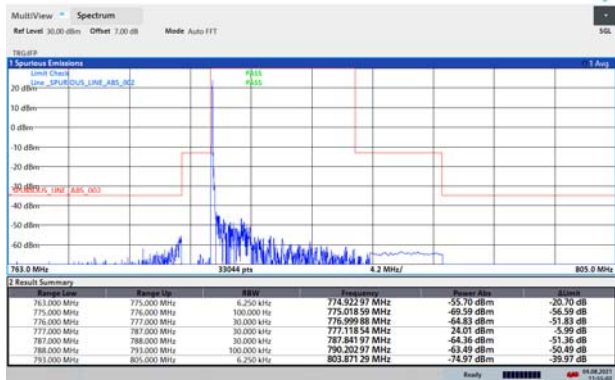 MultiView Spectrum
Ref Level 30.00 dBm Offset 7.00 dB Mode Auto FFT SGL
TRG:IFP
1 Spurious Emissions 1 Avg
Limit Check PASS
Line _SPURIOUS_LINE_ABS_002 PASS
20 dBm
10 dBm
0 dBm
-10 dBm
-20 dBm
-30 dBm
_SPURIOUS_LINE_ABS_002
-40 dBm
-50 dBm
-60 dBm
763.0 MHz 33044 pts 4.2 MHz/ 805.0 MHz
2 Result Summary
Range Low Range Up RBW Frequency Power Abs ΔLimit
763.000 MHz 775.000 MHz 6.250 kHz 774.922 97 MHz -55.70 dBm -20.70 dB
775.000 MHz 776.000 MHz 100.000 Hz 775.018 59 MHz -69.59 dBm -56.59 dB
776.000 MHz 777.000 MHz 30.000 kHz 776.999 88 MHz -64.83 dBm -51.83 dB
777.000 MHz 787.000 MHz 30.000 kHz 777.118 54 MHz 24.01 dBm -5.99 dB
787.000 MHz 788.000 MHz 30.000 kHz 787.841 97 MHz -64.36 dBm -51.36 dB
788.000 MHz 793.000 MHz 100.000 kHz 790.202 97 MHz -63.49 dBm -50.49 dB
793.000 MHz 805.000 MHz 6.250 kHz 803.871 29 MHz -74.97 dBm -39.97 dB
Ready 09.08.2021